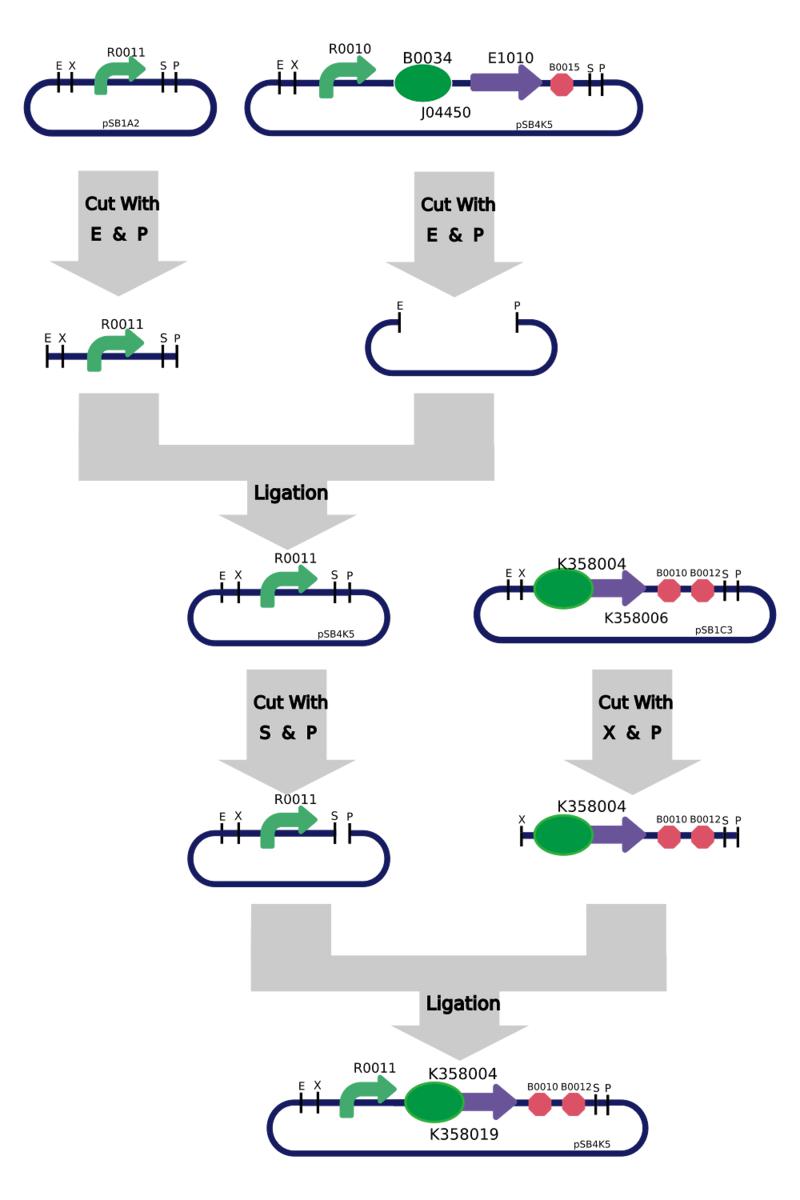 R0011
R0010
B0034
E1010
B0015
E X
S P
E X
S P
J04450
pSB1A2
pSB4K5
Cut With
E & P
Cut With
E & P
E
P
R0011
E X
S P
Ligation
R0011
E X
S P
pSB4K5
K358004
E X
B0010 B0012 S P
K358006
pSB1C3
Cut With
S & P
Cut With
X & P
R0011
E X
S P
K358004
X
B0010 B0012 S P
Ligation
R0011
K358004
E X
B0010 B0012 S P
K358019
pSB4K5